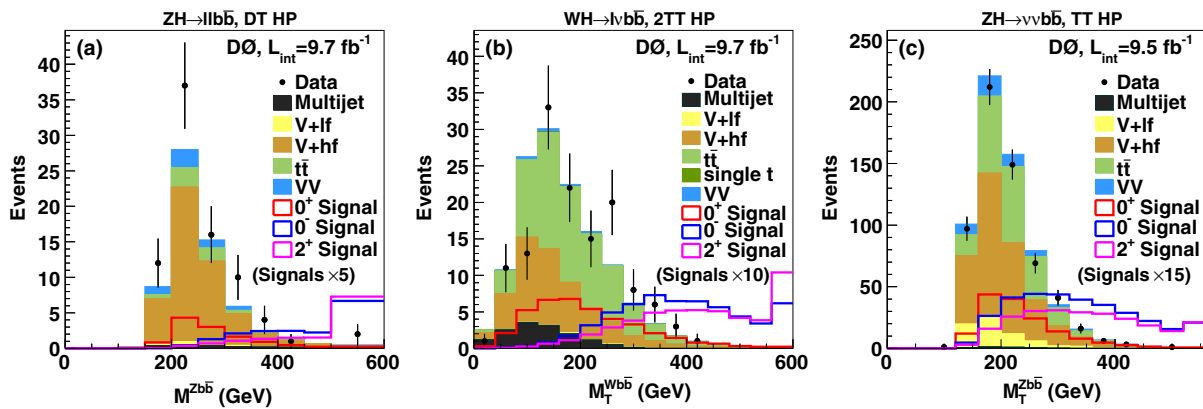 ZH→llbb̄, DT HP
(a) DØ, L_int=9.7 fb⁻¹
Data
Multijet
V+lf
V+hf
tt̄
VV
0⁺ Signal
0⁻ Signal
2⁺ Signal
(Signals ×5)
Events
40
35
30
25
20
15
10
5
0
0 200 400 600
M^Zbb̄ (GeV)
WH→lνbb̄, 2TT HP
(b) DØ, L_int=9.7 fb⁻¹
Data
Multijet
V+lf
V+hf
tt̄
single t
VV
0⁺ Signal
0⁻ Signal
2⁺ Signal
(Signals ×10)
Events
45
40
35
30
25
20
15
10
5
0
0 200 400 600
M_T^Wbb̄ (GeV)
ZH→ννbb̄, TT HP
(c) DØ, L_int=9.5 fb⁻¹
Data
Multijet
V+lf
V+hf
tt̄
VV
0⁺ Signal
0⁻ Signal
2⁺ Signal
(Signals ×15)
Events
250
200
150
100
50
0
0 200 400
M_T^Zbb̄ (GeV)